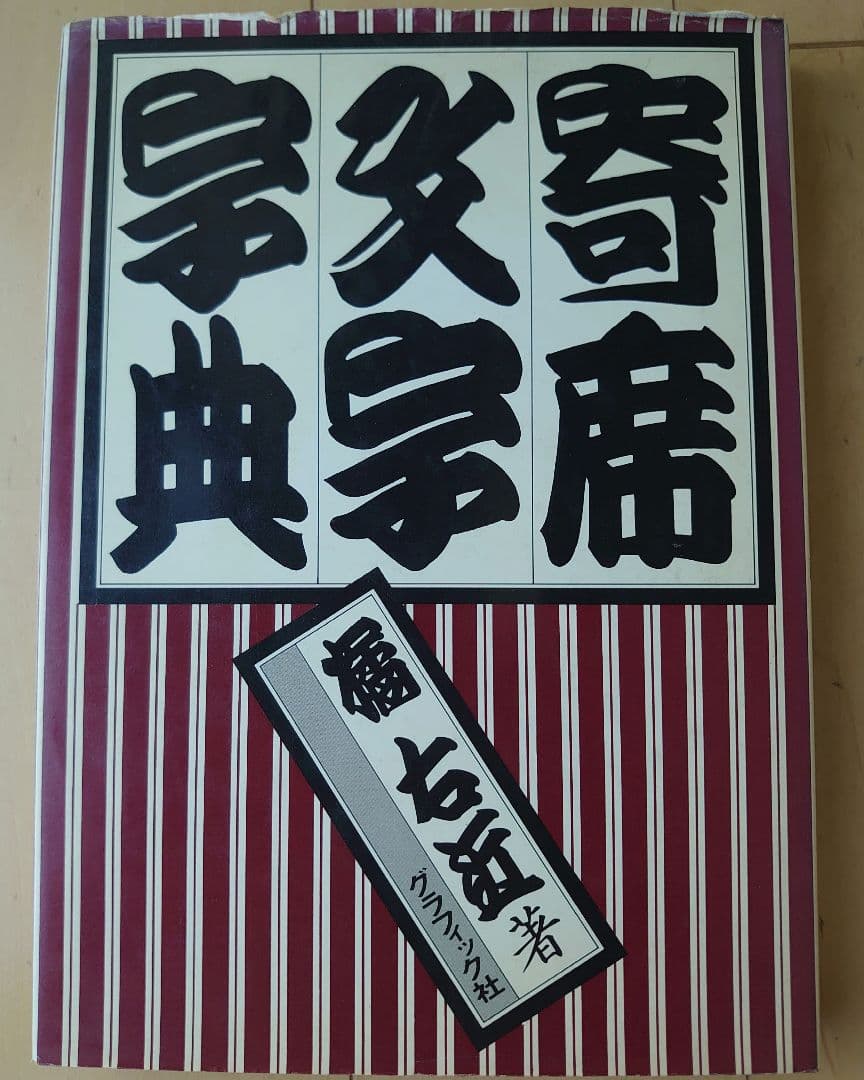 寄席
文字
字典
橘右近著
グラフィック社